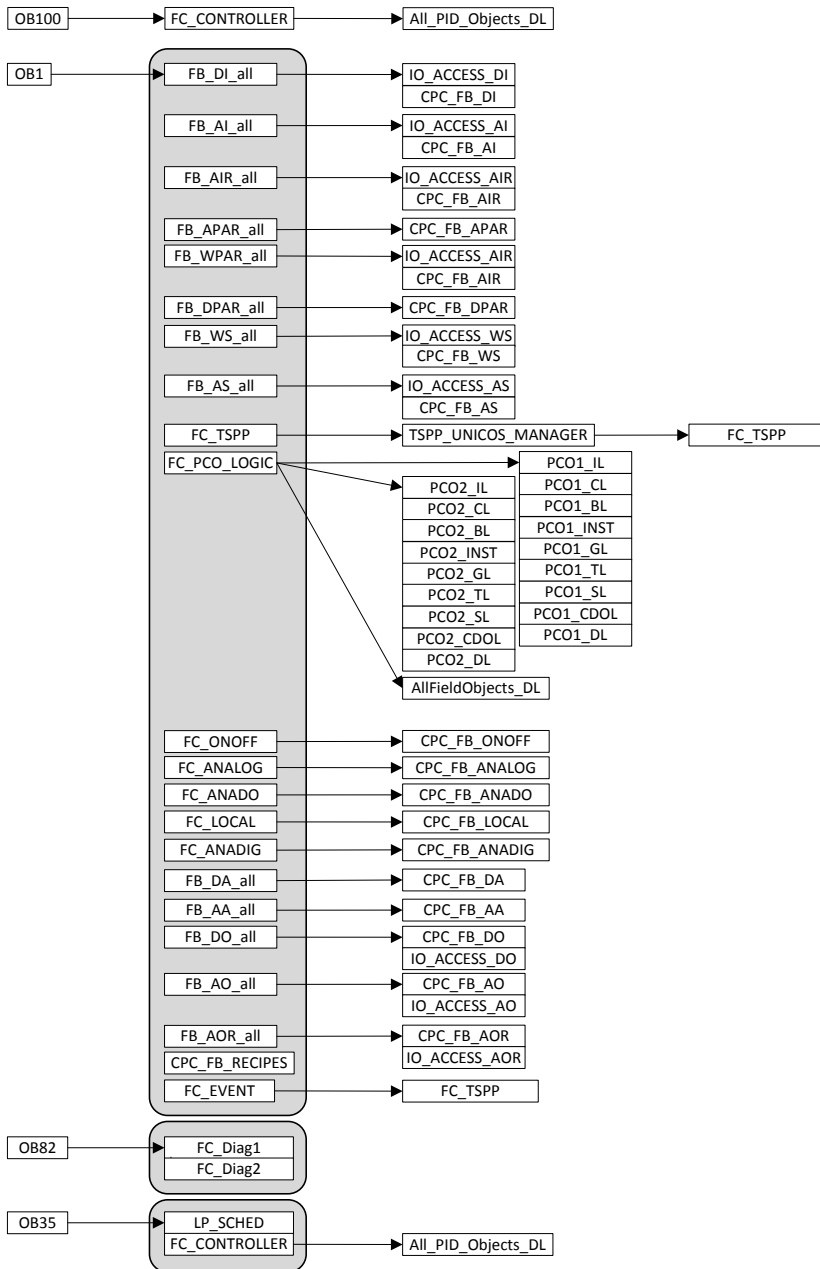 OB100 FC_CONTROLLER All_PID_Objects_DL
OB1 FB_DI_all IO_ACCESS_DI
CPC_FB_DI
FB_AI_all IO_ACCESS_AI
CPC_FB_AI
FB_AIR_all IO_ACCESS_AIR
CPC_FB_AIR
FB_APAR_all CPC_FB_APAR
FB_WPAR_all IO_ACCESS_AIR
CPC_FB_AIR
FB_DPAR_all CPC_FB_DPAR
FB_WS_all IO_ACCESS_WS
CPC_FB_WS
FB_AS_all IO_ACCESS_AS
CPC_FB_AS
FC_TSPP TSPP_UNICOS_MANAGER FC_TSPP
FC_PCO_LOGIC PCO1_IL
PCO2_IL PCO1_CL
PCO2_CL PCO1_BL
PCO2_BL PCO1_INST
PCO2_INST PCO1_GL
PCO2_GL PCO1_TL
PCO2_TL PCO1_SL
PCO2_SL PCO1_CDOL
PCO2_CDOL PCO1_DL
PCO2_DL
AllFieldObjects_DL
FC_ONOFF CPC_FB_ONOFF
FC_ANALOG CPC_FB_ANALOG
FC_ANADO CPC_FB_ANADO
FC_LOCAL CPC_FB_LOCAL
FC_ANADIG CPC_FB_ANADIG
FB_DA_all CPC_FB_DA
FB_AA_all CPC_FB_AA
FB_DO_all CPC_FB_DO
IO_ACCESS_DO
FB_AO_all CPC_FB_AO
IO_ACCESS_AO
FB_AOR_all CPC_FB_AOR
CPC_FB_RECIPES IO_ACCESS_AOR
FC_EVENT FC_TSPP
OB82 FC_Diag1
FC_Diag2
OB35 LP_SCHED
FC_CONTROLLER All_PID_Objects_DL